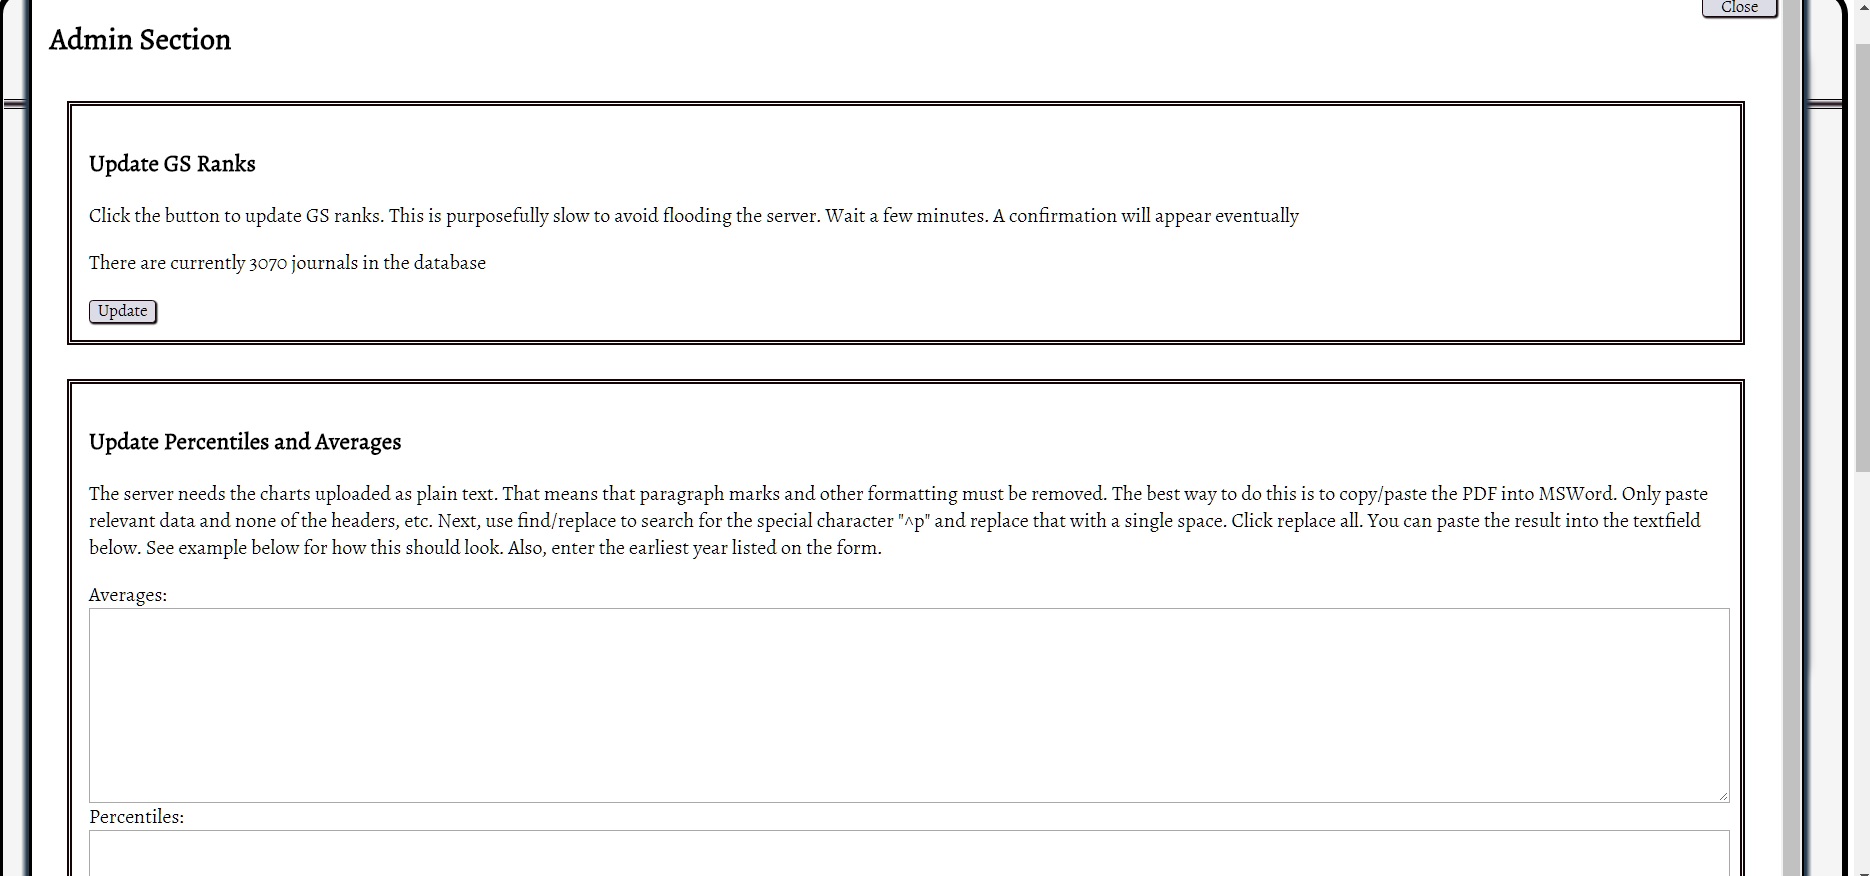 Close
Admin Section
Update GS Ranks
Click the button to update GS ranks. This is purposefully slow to avoid flooding the server. Wait a few minutes. A confirmation will appear eventually
There are currently 3070 journals in the database
Update
Update Percentiles and Averages
The server needs the charts uploaded as plain text. That means that paragraph marks and other formatting must be removed. The best way to do this is to copy/paste the PDF into MSWord. Only paste
relevant data and none of the headers, etc. Next, use find/replace to search for the special character "^p" and replace that with a single space. Click replace all. You can paste the result into the textfield
below. See example below for how this should look. Also, enter the earliest year listed on the form.
Averages:
Percentiles: